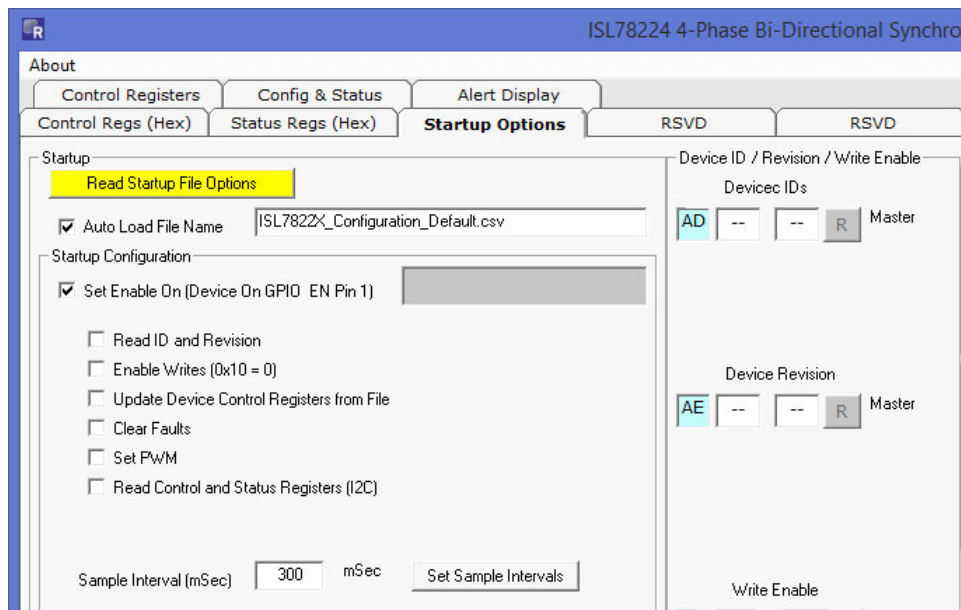 R
ISL78224 4-Phase Bi-Directional Synchro
About
Control Registers Config & Status Alert Display
Control Regs (Hex) Status Regs (Hex) Startup Options RSVD RSVD
Startup
Read Startup File Options
Auto Load File Name ISL7822X_Configuration_Default.csv
Startup Configuration
Set Enable On (Device On GPIO EN Pin 1)
Read ID and Revision
Enable Writes (0x10 = 0)
Update Device Control Registers from File
Clear Faults
Set PWM
Read Control and Status Registers (I2C)
Sample Interval (mSec) 300 mSec Set Sample Intervals
Device ID / Revision / Write Enable
Devicec IDs
AD -- -- R Master
Device Revision
AE -- -- R Master
Write Enable